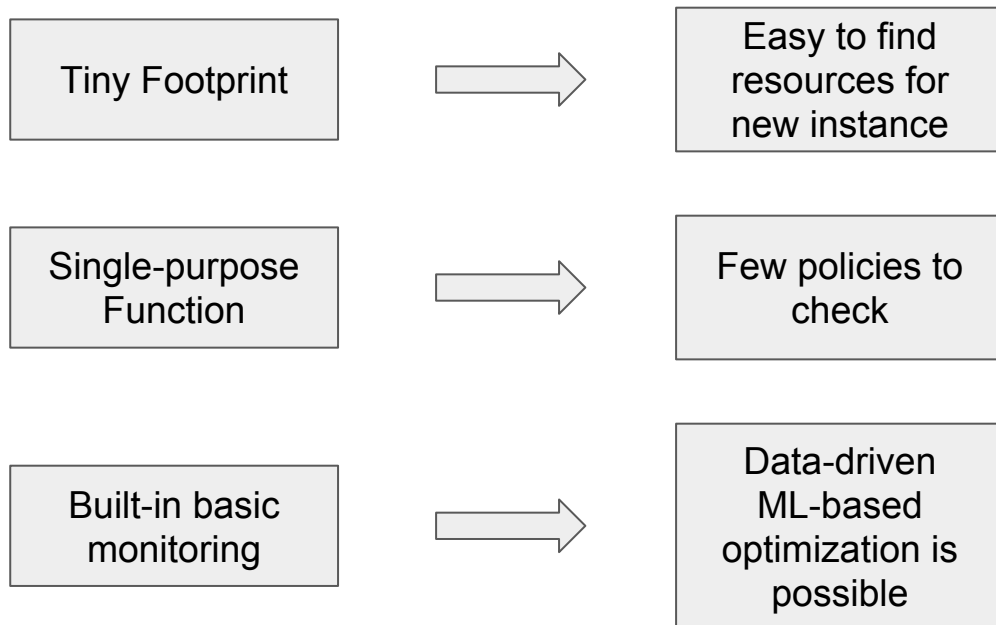 Tiny Footprint
Easy to find
resources for
new instance
Single-purpose
Function
Few policies to
check
Built-in basic
monitoring
Data-driven
ML-based
optimization is
possible